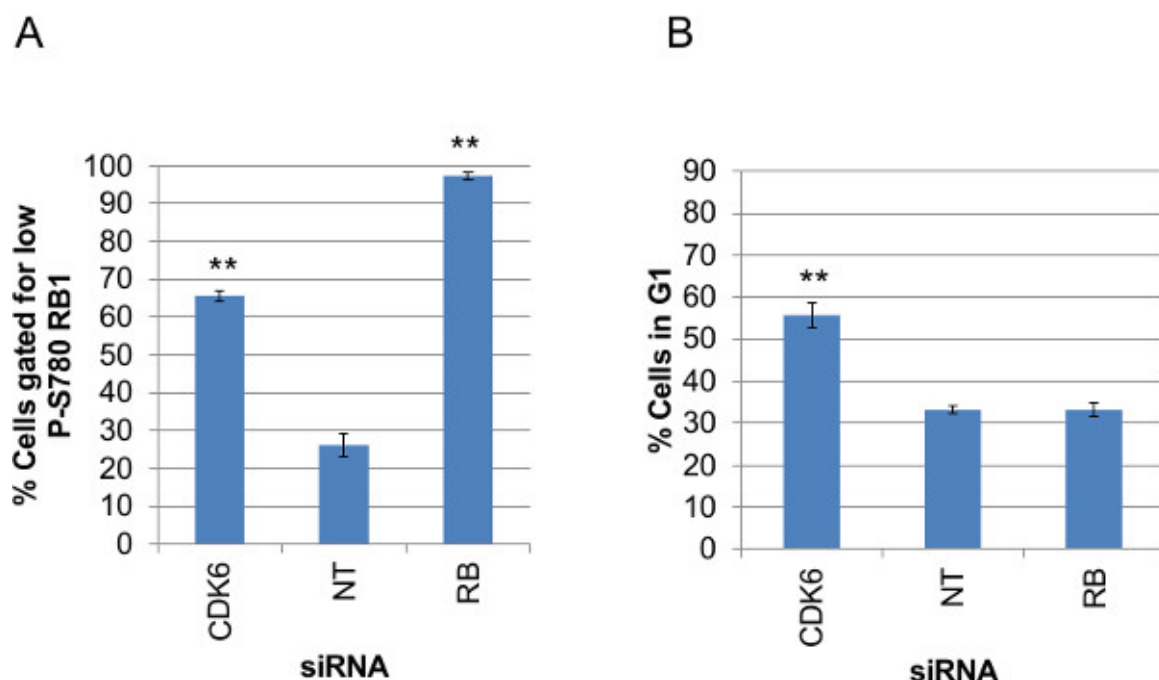 A
% Cells gated for low
P-S780 RB1
100
90
80
70
60
50
40
30
20
10
0
**
**
CDK6
NT
RB
siRNA
B
% Cells in G1
90
80
70
60
50
40
30
20
10
0
**
CDK6
NT
RB
siRNA